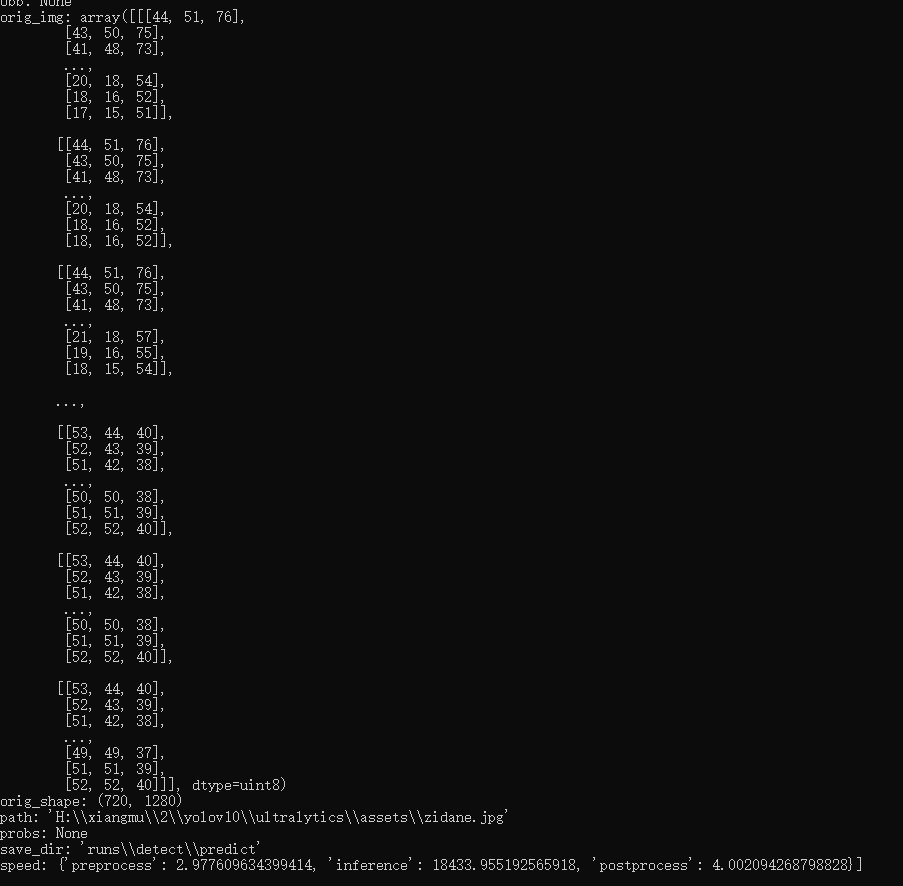 obb: None
orig_img: array([[[44, 51, 76],
[43, 50, 75],
[41, 48, 73],
...,
[20, 18, 54],
[18, 16, 52],
[17, 15, 51]],
[[44, 51, 76],
[43, 50, 75],
[41, 48, 73],
...,
[20, 18, 54],
[18, 16, 52],
[18, 16, 52]],
[[44, 51, 76],
[43, 50, 75],
[41, 48, 73],
...,
[21, 18, 57],
[19, 16, 55],
[18, 15, 54]],
...,
[[53, 44, 40],
[52, 43, 39],
[51, 42, 38],
...,
[50, 50, 38],
[51, 51, 39],
[52, 52, 40]],
[[53, 44, 40],
[52, 43, 39],
[51, 42, 38],
...,
[50, 50, 38],
[51, 51, 39],
[52, 52, 40]],
[[53, 44, 40],
[52, 43, 39],
[51, 42, 38],
...,
[49, 49, 37],
[51, 51, 39],
[52, 52, 40]]], dtype=uint8)
orig_shape: (720, 1280)
path: 'H:\\xiangmu\\2\\yolov10\\ultralytics\\assets\\zidane.jpg'
probs: None
save_dir: 'runs\\detect\\predict'
speed: {'preprocess': 2.977609634399414, 'inference': 18433.955192565918, 'postprocess': 4.002094268798828}]